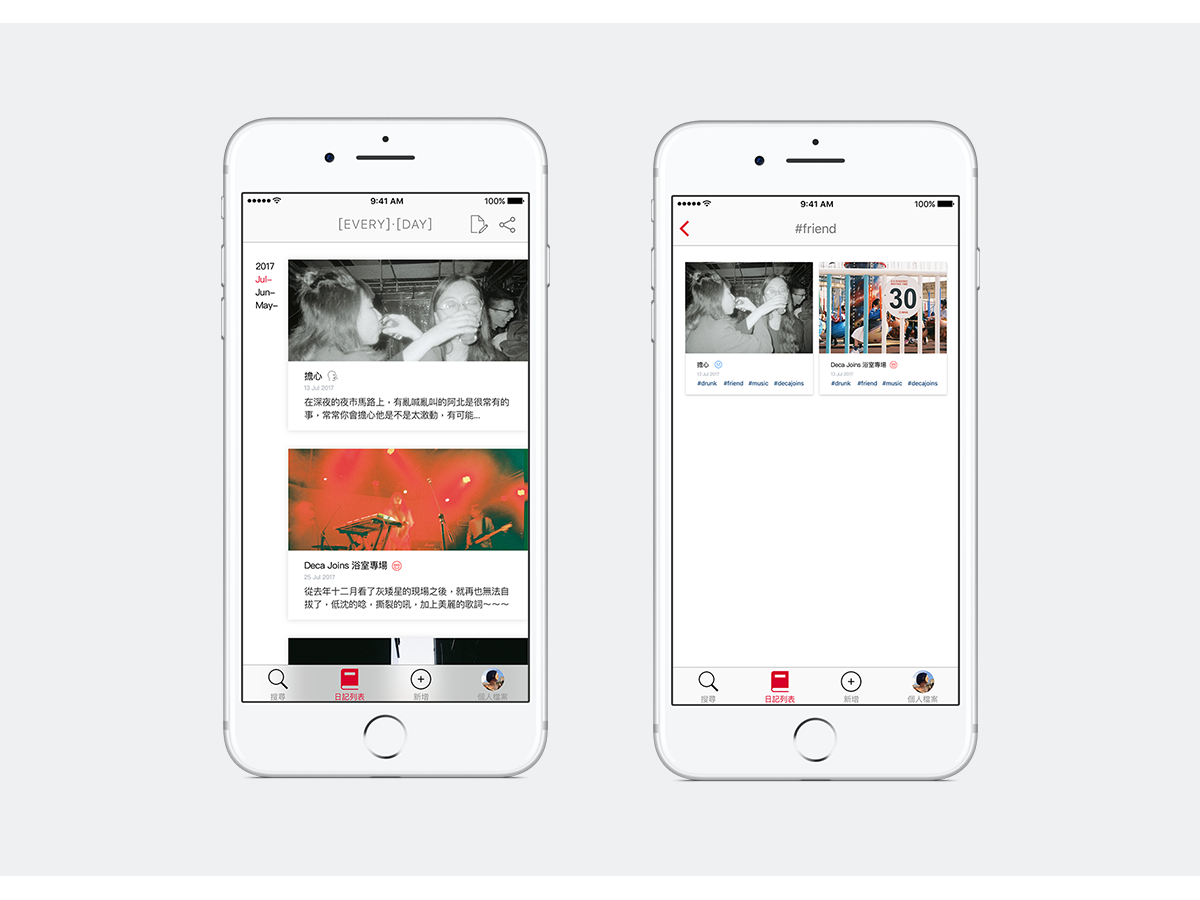 9:41 AM
100%
[EVERY]·[DAY]
2017
Jul–
Jun–
May–
擔心
13 Jul 2017
在深夜的夜市馬路上，有亂喊亂叫的阿北是很常有的
事，常常你會擔心他是不是太激動，有可能...
Deca Joins 浴室專場
25 Jul 2017
從去年十二月看了灰矮星的現場之後，就再也無法自
拔了，低沈的唸，撕裂的吼，加上美麗的歌詞～～～
搜尋
日記列表
新增
個人檔案
9:41 AM
100%
#friend
擔心
13 Jul 2017
#drunk #friend #music #decajoins
30
Deca Joins 浴室專場
13 Jul 2017
#drunk #friend #music #decajoins
搜尋
日記列表
新增
個人檔案